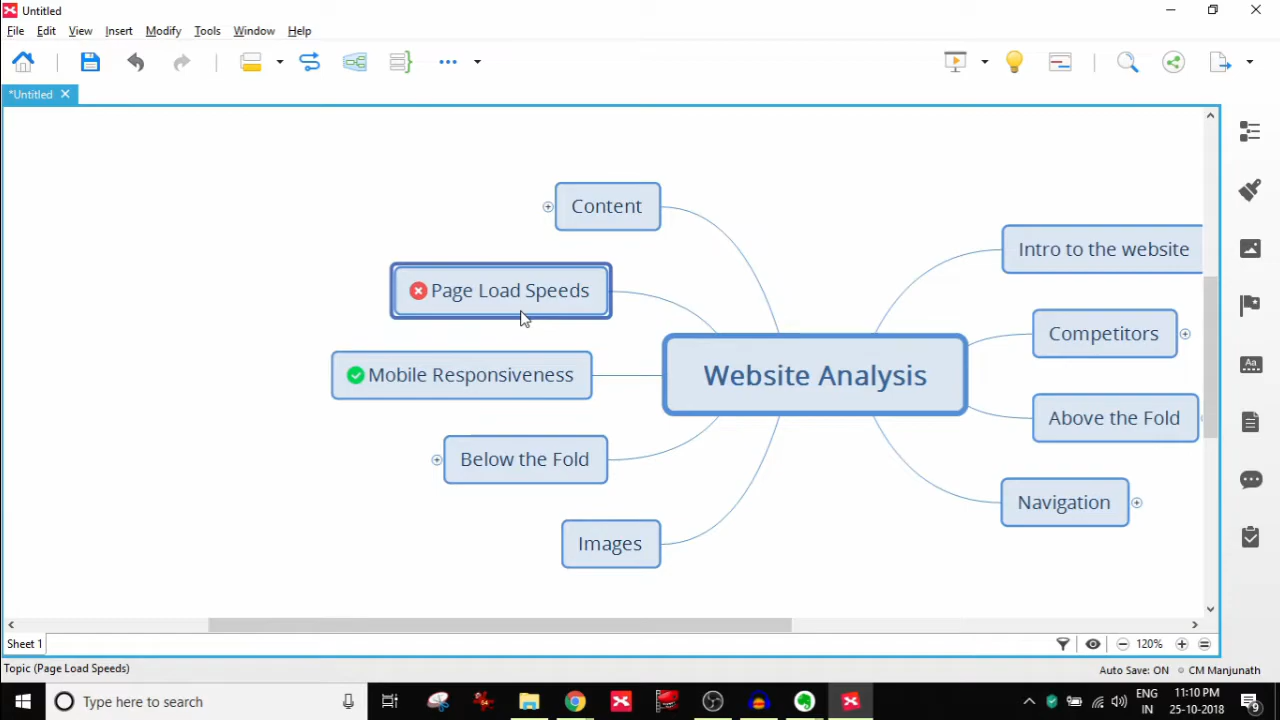 Untitled
File Edit View Insert Modify Tools Window Help
*Untitled
Content
Page Load Speeds
Mobile Responsiveness
Below the Fold
Images
Website Analysis
Intro to the website
Competitors
Above the Fold
Navigation
Aa
Sheet 1
120%
Topic (Page Load Speeds)
Auto Save: ON
CM Manjunath
Type here to search
ENG
IN
11:10 PM
25-10-2018
9